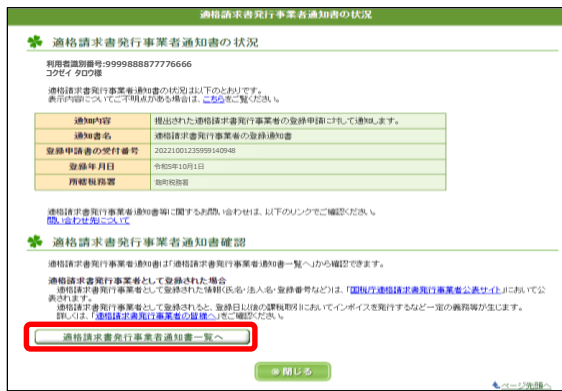 適格請求書発行事業者通知書の状況
適格請求書発行事業者通知書の状況
利用者識別番号:9999888877776666
コクゼイ タロウ様
適格請求書発行事業者通知書の状況は以下のとおりです。
表示内容についてご不明点がある場合は、こちらをご覧ください。
通知内容 提出された適格請求書発行事業者の登録申請に対して通知します。
通知書名 適格請求書発行事業者の登録通知書
登録申請書の受付番号 20221001235959140948
登録年月日 令和5年10月1日
所轄税務署 麹町税務署
適格請求書発行事業者通知書等に関するお問い合わせは、以下のリンクでご確認ください。
問い合わせ先について
適格請求書発行事業者通知書確認
適格請求書発行事業者通知書は「適格請求書発行事業者通知書一覧へ」から確認できます。
適格請求書発行事業者として登録された場合
適格請求書発行事業者として登録された情報(氏名・法人名・登録番号など)は、「国税庁適格請求書発行事業者公表サイト」において公
表されます。
適格請求書発行事業者として登録されると、登録日以後の課税取引においてインボイスを発行するなど一定の義務等が生じます。
詳しくは、「適格請求書発行事業者の皆様へ」をご確認ください。
適格請求書発行事業者通知書一覧へ
閉じる
ページ先頭へ